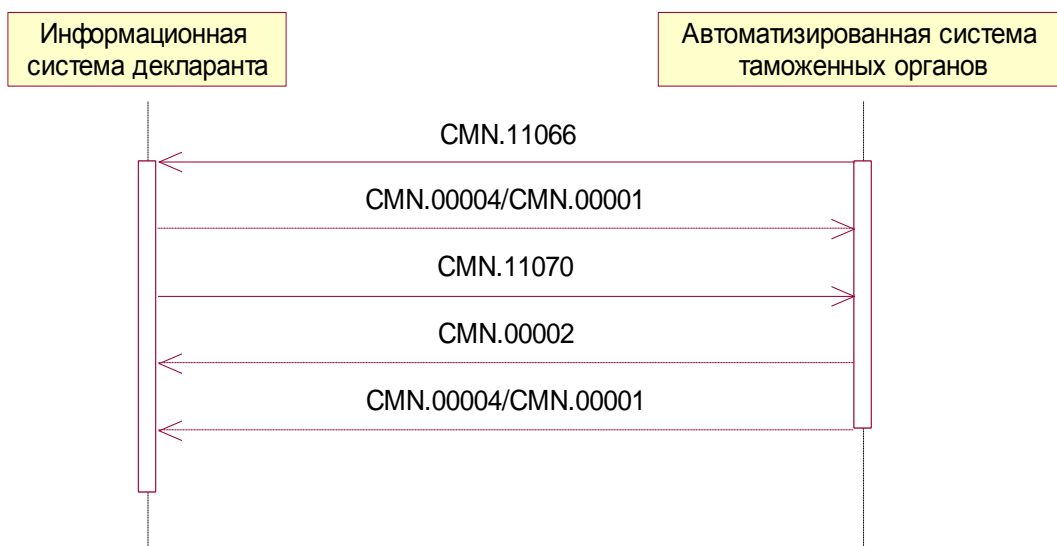 Информационная
система декларанта
Автоматизированная система
таможенных органов
CMN.11066
CMN.00004/CMN.00001
CMN.11070
CMN.00002
CMN.00004/CMN.00001